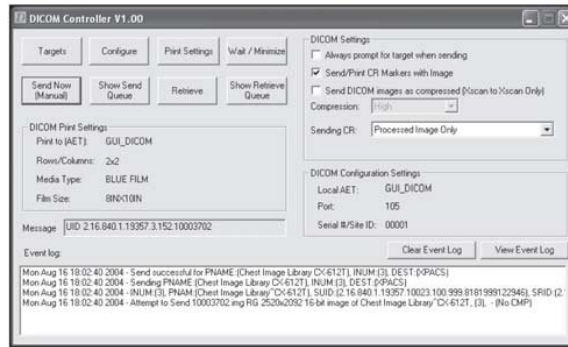 DICOM Controller V1.00
Targets
Configure
Print Settings
Wait / Minimize
Send Now
(Manual)
Show Send
Queue
Retrieve
Show Retrieve
Queue
DICOM Print Settings
Print to (AET): GUI_DICOM
Rows/Columns: 2x2
Media Type: BLUE FILM
Film Size: 8INX10IN
Message UID 2.16.840.1.19357.3.152.10003702
DICOM Settings
Always prompt for target when sending
Send/Print CR Markers with Image
Send DICOM images as compressed (Xscan to Xscan Only)
Compression: High
Sending CR: Processed Image Only
DICOM Configuration Settings
Local AET: GUI_DICOM
Port: 105
Serial #/Site ID: 00001
Event log:
Clear Event Log
View Event Log
Mon Aug 16 18:02:40 2004 - Send successful for PNAME:(Chest Image Library CX-612T), INUM:(3), DEST:(XPACS)
Mon Aug 16 18:02:40 2004 - Sending PNAME:(Chest Image Library CX-612T), INUM:(3), DEST:(XPACS)
Mon Aug 16 18:02:40 2004 - INUM:(3), PNAM:(Chest Image Library^CX-612T), SUID:(2.16.840.1.19357.10023.100.999.8181999122946), SRID:(2.
Mon Aug 16 18:02:40 2004 - Attempt to Send 10003702.img RG 2520x2092 16-bit image of Chest Image Library^CX-612T, (3), - (No CMP)